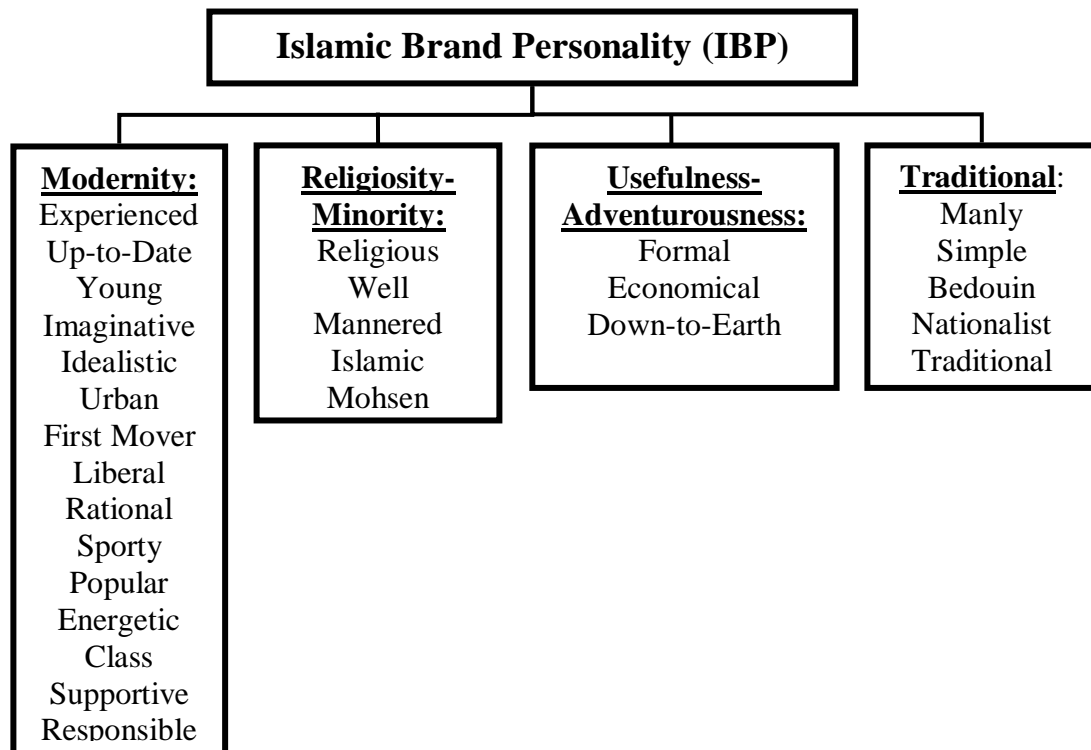 Islamic Brand Personality (IBP)
Modernity:
Experienced
Up-to-Date
Young
Imaginative
Idealistic
Urban
First Mover
Liberal
Rational
Sporty
Popular
Energetic
Class
Supportive
Responsible
Religiosity-
Minority:
Religious
Well
Mannered
Islamic
Mohsen
Usefulness-
Adventurousness:
Formal
Economical
Down-to-Earth
Traditional:
Manly
Simple
Bedouin
Nationalist
Traditional